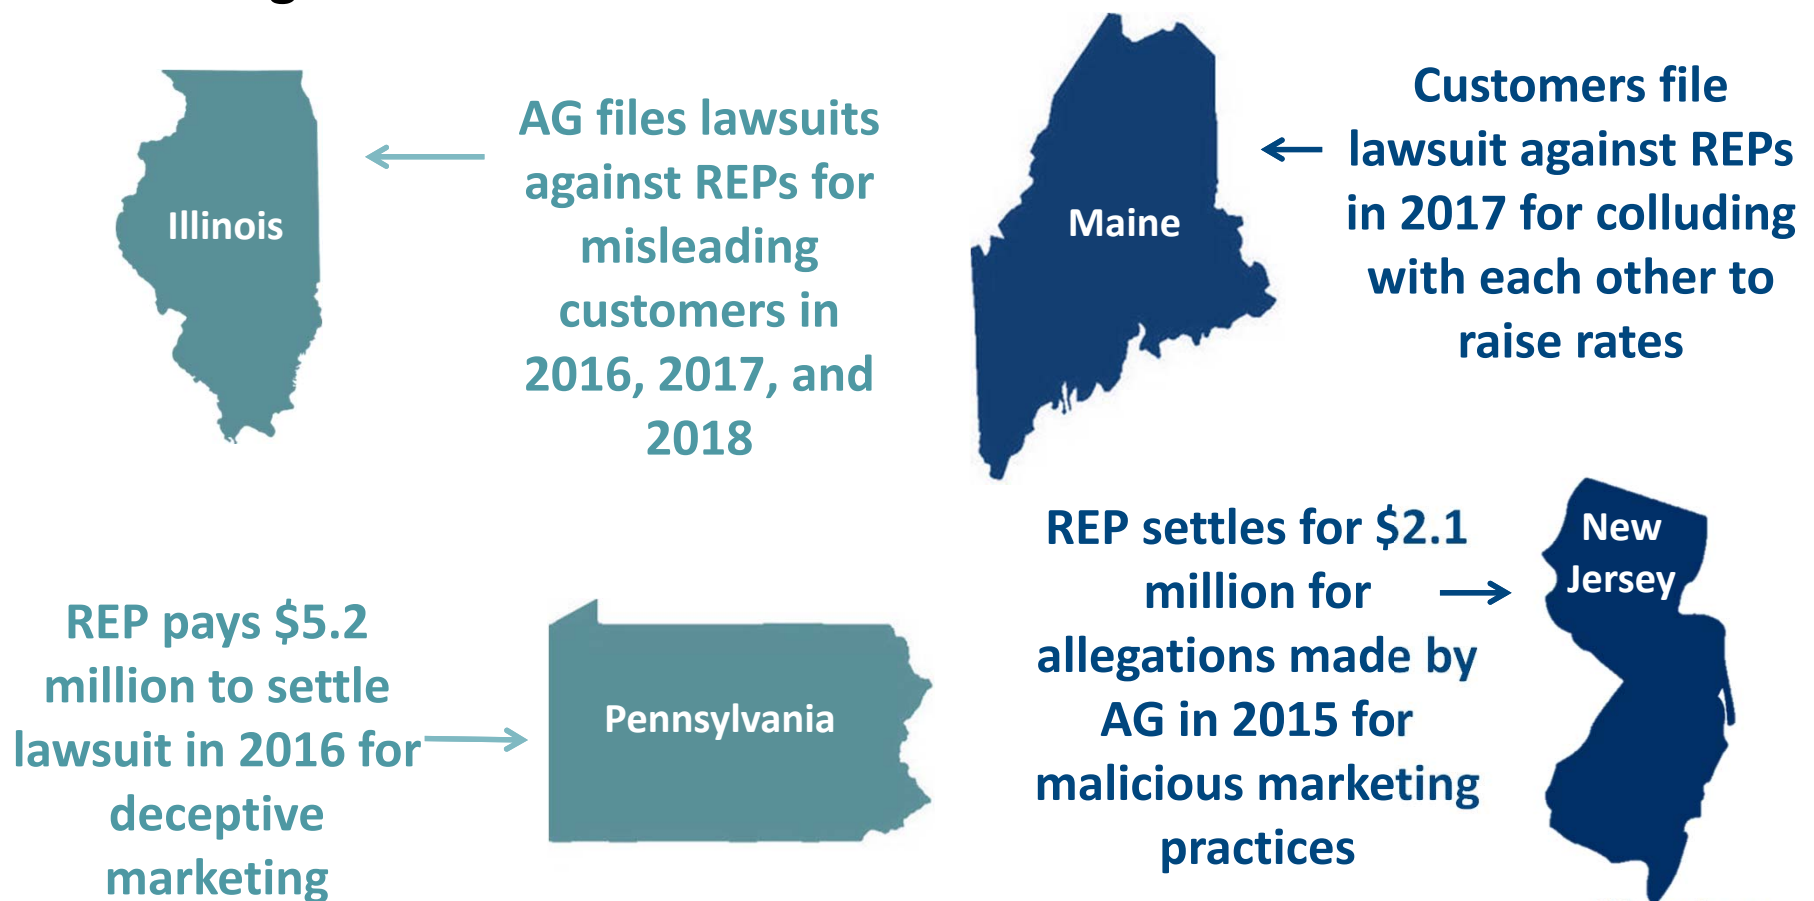 Illinois
AG files lawsuits
against REPs for
misleading
customers in
2016, 2017, and
2018
Maine
Customers file
lawsuit against REPs
in 2017 for colluding
with each other to
raise rates
REP pays $5.2
million to settle
lawsuit in 2016 for
deceptive
marketing
Pennsylvania
REP settles for $2.1
million for
allegations made by
AG in 2015 for
malicious marketing
practices
New
Jersey